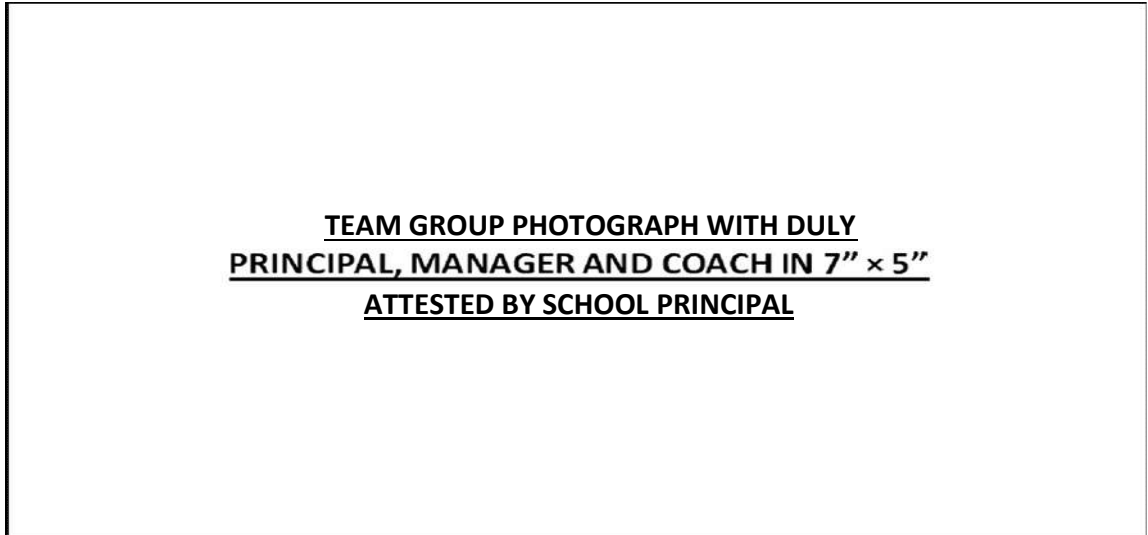 TEAM GROUP PHOTOGRAPH WITH DULY
PRINCIPAL, MANAGER AND COACH IN 7” × 5”
ATTESTED BY SCHOOL PRINCIPAL